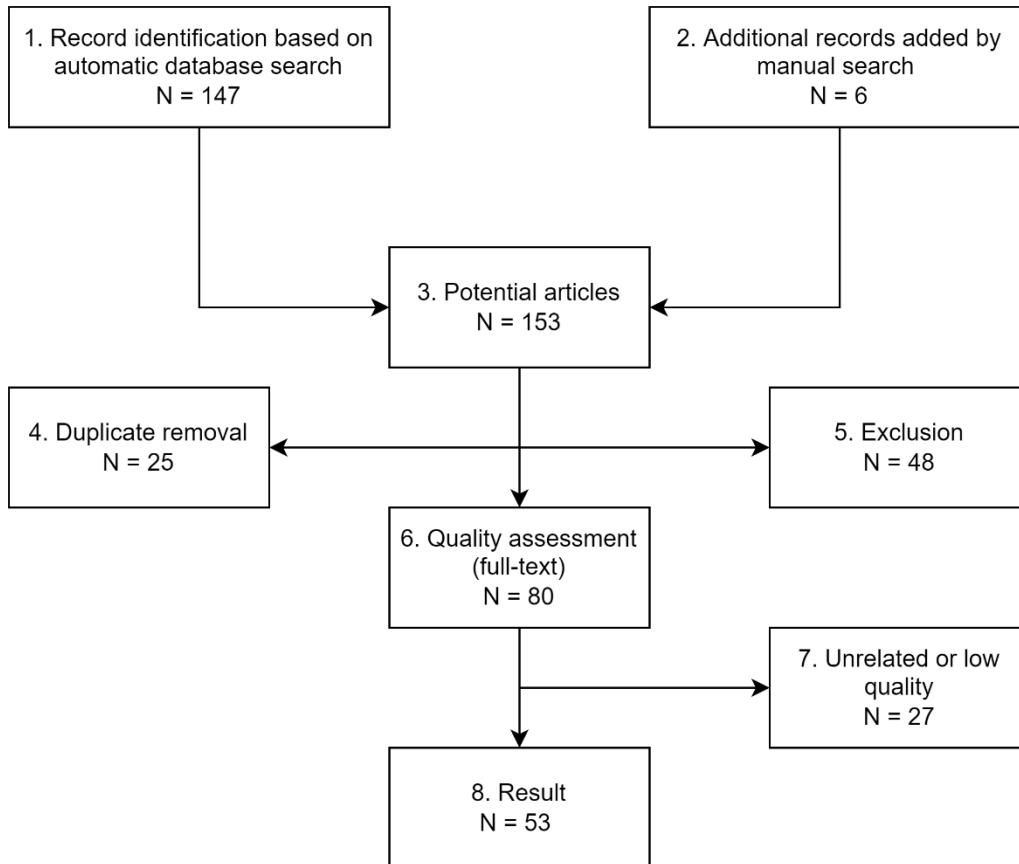 1. Record identification based on
automatic database search
N = 147
2. Additional records added by
manual search
N = 6
3. Potential articles
N = 153
4. Duplicate removal
N = 25
5. Exclusion
N = 48
6. Quality assessment
(full-text)
N = 80
7. Unrelated or low
quality
N = 27
8. Result
N = 53